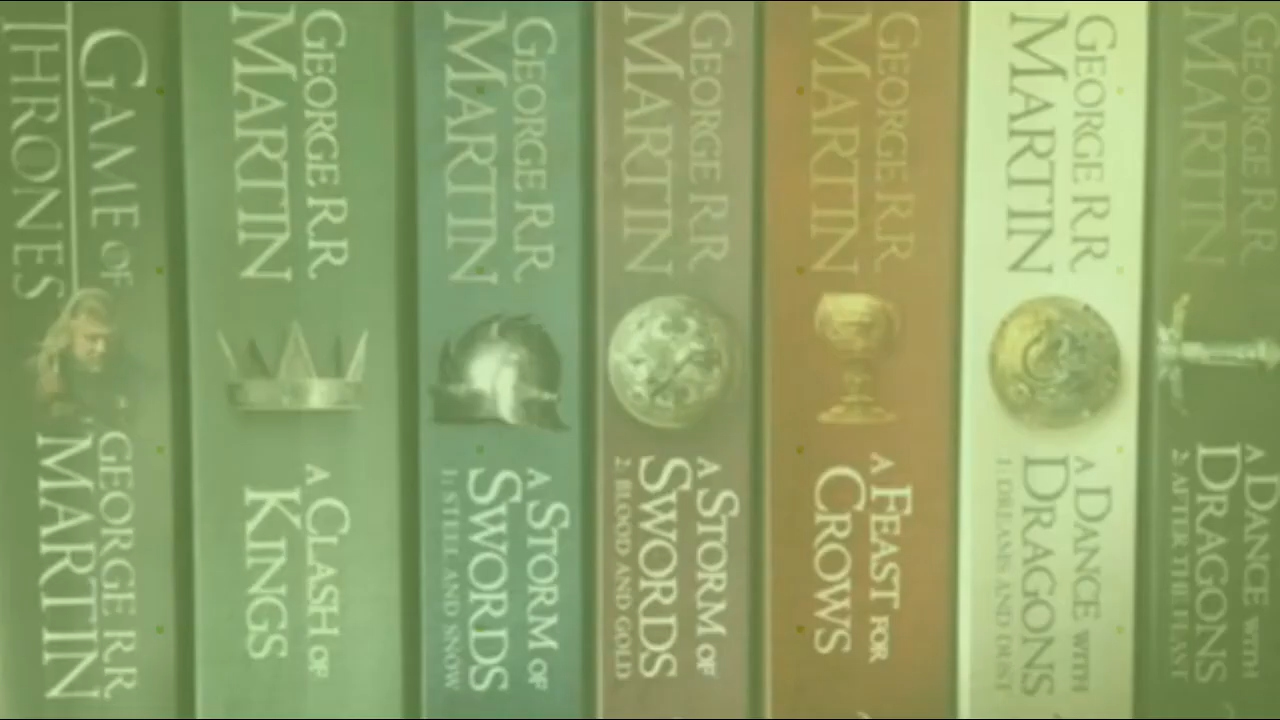 GAME OF
THRONES
GEORGE R.R.
MARTIN
GEORGE R.R.
MARTIN
A CLASH OF
KINGS
GEORGE R.R.
MARTIN
A STORM OF
SWORDS
1: STEEL AND SNOW
GEORGE R.R.
MARTIN
A STORM OF
SWORDS
2: BLOOD AND GOLD
GEORGE R.R.
MARTIN
A FEAST FOR
CROWS
GEORGE R.R.
MARTIN
A DANCE WITH
DRAGONS
1: DREAMS AND DUST
GEORGE R.R.
MARTIN
A DANCE WITH
DRAGONS
2: AFTER THE FEAST